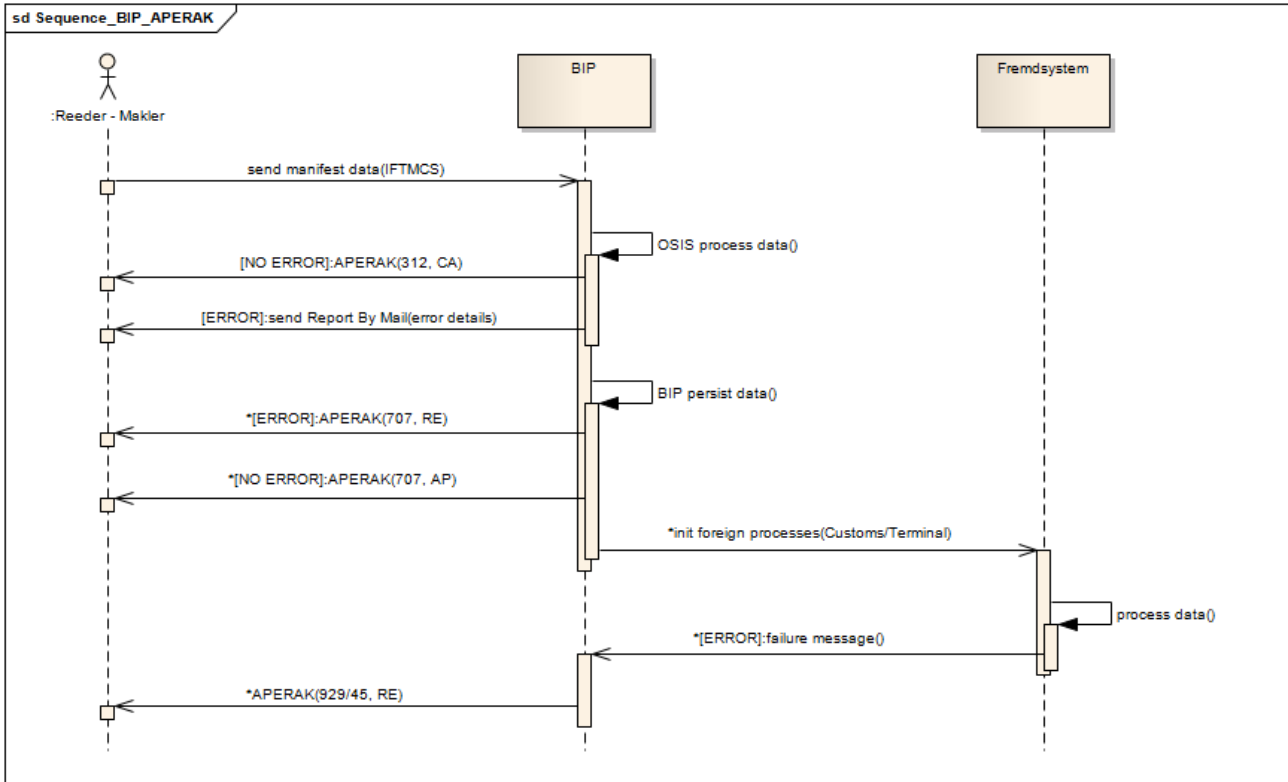 sd Sequence_BIP_APERAK
BIP
Fremdsystem
:Reeder - Makler
send manifest data(IFTMCS)
OSIS process data()
[NO ERROR]:APERAK(312, CA)
[ERROR]:send Report By Mail(error details)
BIP persist data()
*[ERROR]:APERAK(707, RE)
*[NO ERROR]:APERAK(707, AP)
*init foreign processes(Customs/Terminal)
process data()
*[ERROR]:failure message()
*APERAK(929/45, RE)